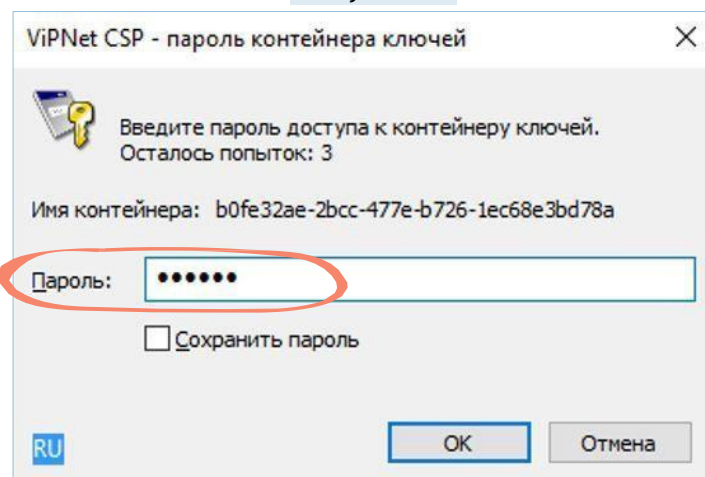 ViPNet CSP - пароль контейнера ключей
Введите пароль доступа к контейнеру ключей.
Осталось попыток: 3
Имя контейнера: b0fe32ae-2bcc-477e-b726-1ec68e3bd78a
Пароль: ••••••
Сохранить пароль
RU OK Отмена